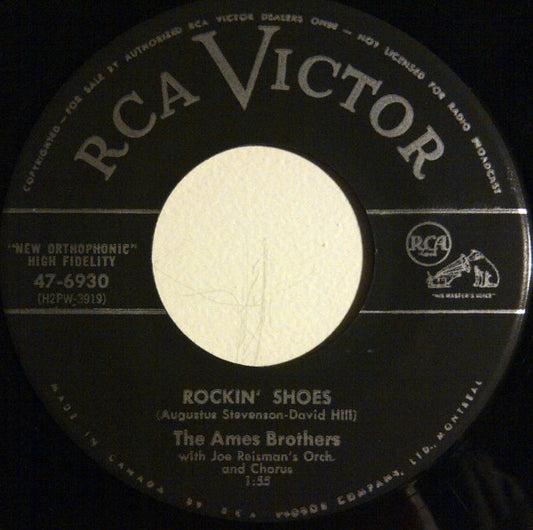 COPYRIGHTED — FOR SALE BY AUTHORIZED RCA VICTOR DEALERS ONLY — NOT LICENSED FOR RADIO BROADCAST
RCA VICTOR
"NEW ORTHOPHONIC"
HIGH FIDELITY
47-6930
(H2PW-3919)
RCA
"HIS MASTER'S VOICE"
ROCKIN' SHOES
(Augustus Stevenson-David Hill)
The Ames Brothers
with Joe Reisman's Orch.
and Chorus
1:55
MADE IN CANADA BY RCA VICTOR COMPANY, LTD., MONTREAL